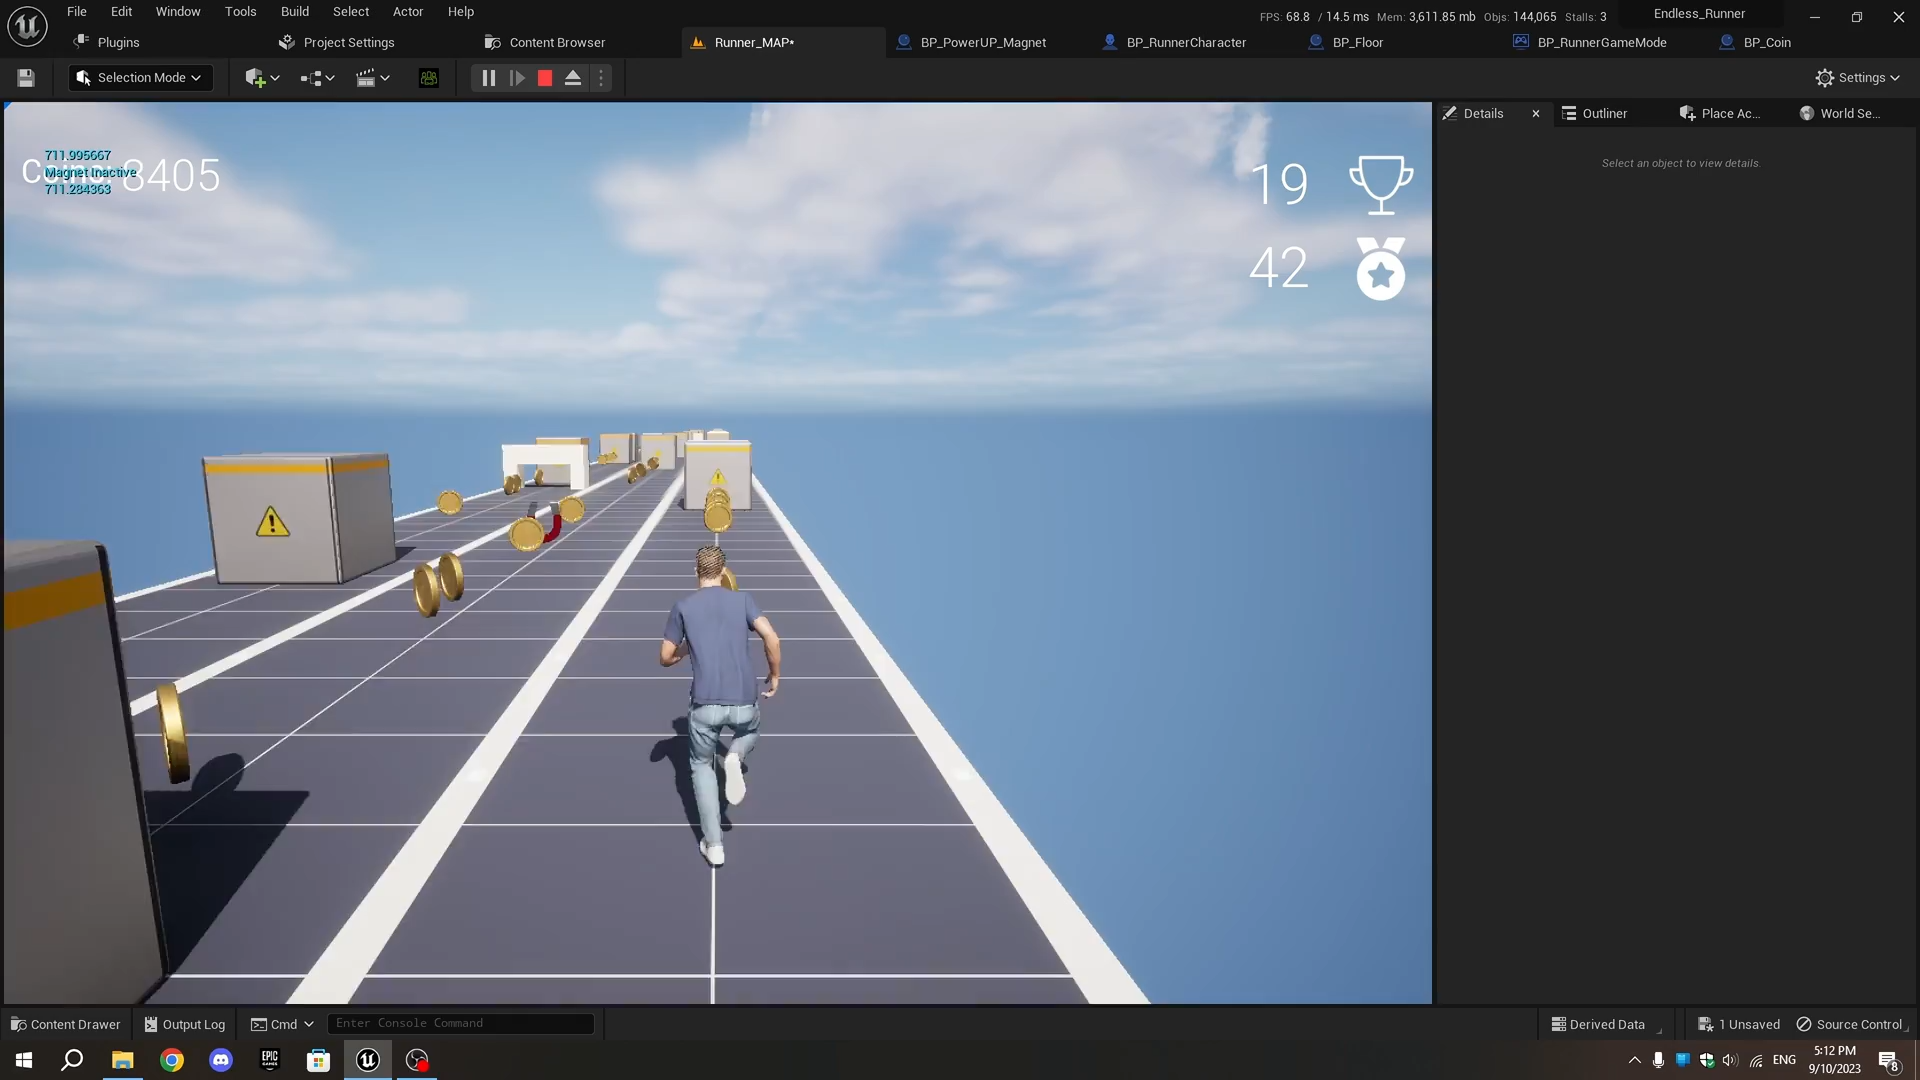 File Edit Window Tools Build Select Actor Help
FPS: 68.8 / 14.5 ms Mem: 3,611.85 mb Objs: 144,065 Stalls: 3
Endless_Runner
Plugins
Project Settings
Content Browser
Runner_MAP*
BP_PowerUP_Magnet
BP_RunnerCharacter
BP_Floor
BP_RunnerGameMode
BP_Coin
Selection Mode
Settings
Details
Outliner
Place Ac...
World Se...
Select an object to view details.
711.995667
Magnet Inactive
711.284363
Coins: 8405
19
42
Content Drawer
Output Log
Cmd
Enter Console Command
Derived Data
1 Unsaved
Source Control
EPIC GAMES
ENG
5:12 PM
9/10/2023
8